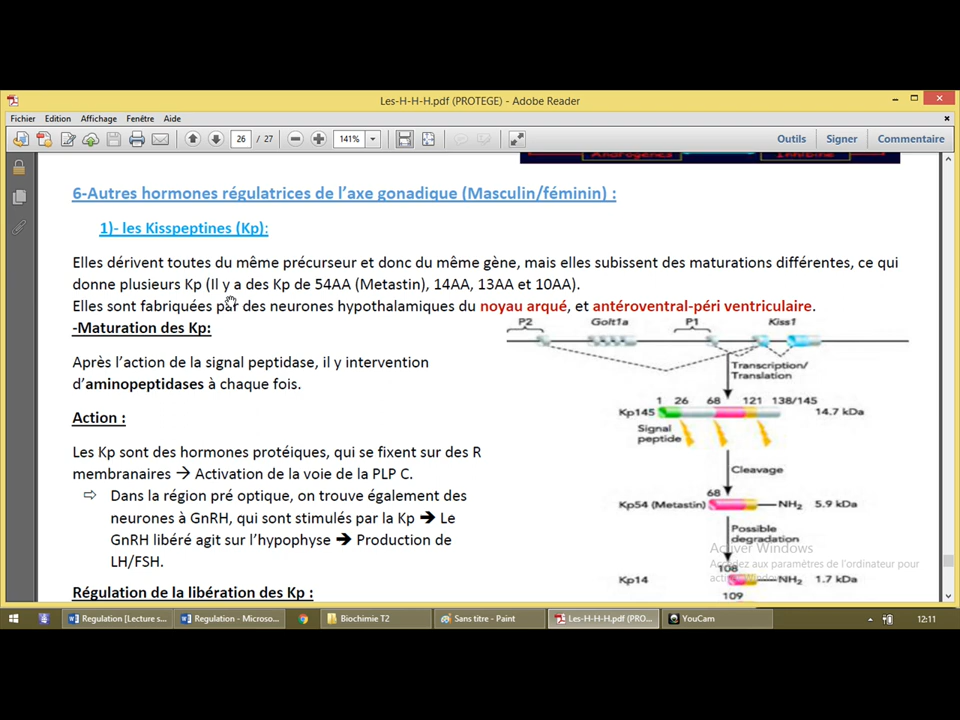 Les-H-H-H.pdf (PROTEGE) - Adobe Reader
Fichier Edition Affichage Fenêtre Aide
26 / 27 141% Outils Signer Commentaire
Androgènes Inhibine
6-Autres hormones régulatrices de l'axe gonadique (Masculin/féminin) :
1)- les Kisspeptines (Kp):
Elles dérivent toutes du même précurseur et donc du même gène, mais elles subissent des maturations différentes, ce qui
donne plusieurs Kp (Il y a des Kp de 54AA (Metastin), 14AA, 13AA et 10AA).
Elles sont fabriquées par des neurones hypothalamiques du noyau arqué, et antéroventral-péri ventriculaire.
-Maturation des Kp:
Après l'action de la signal peptidase, il y intervention
d'aminopeptidases à chaque fois.
Action :
Les Kp sont des hormones protéiques, qui se fixent sur des R
membranaires → Activation de la voie de la PLP C.
⇨ Dans la région pré optique, on trouve également des
neurones à GnRH, qui sont stimulés par la Kp → Le
GnRH libéré agit sur l'hypophyse → Production de
LH/FSH.
Régulation de la libération des Kp :
P2 Golt1a P1 Kiss1
Transcription/
Translation
1 26 68 121 138/145
Kp145 14.7 kDa
Signal
peptide
Cleavage
68
Kp54 (Metastin) NH2 5.9 kDa
Possible
degradation
108
Kp14 NH2 1.7 kDa
109
Activer Windows
Accédez aux paramètres de l'ordinateur pour
Regulation [Lecture s... Regulation - Microso... Biochimie T2 Sans titre - Paint Les-H-H-H.pdf (PRO... YouCam 12:11